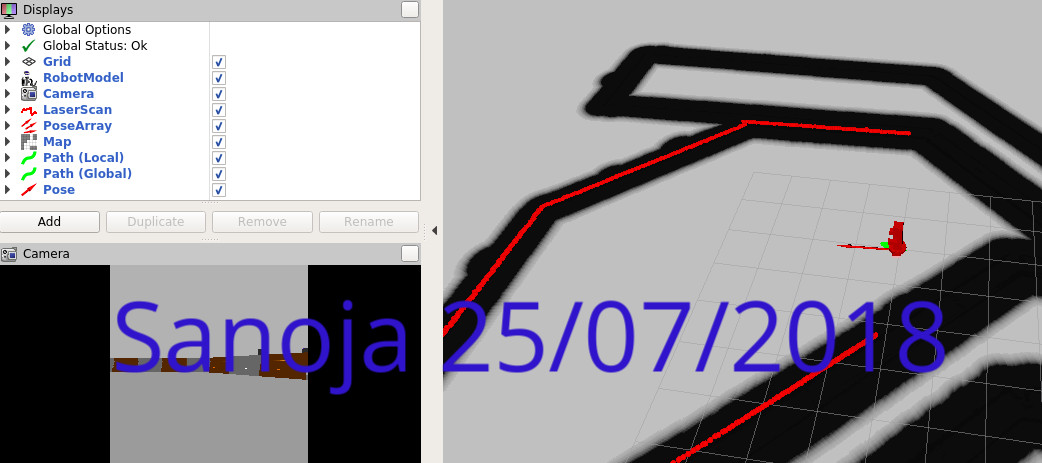 Displays
Global Options
Global Status: Ok
Grid
RobotModel
Camera
LaserScan
PoseArray
Map
Path (Local)
Path (Global)
Pose
Add Duplicate Remove Rename
Camera
Sanoja 25/07/2018